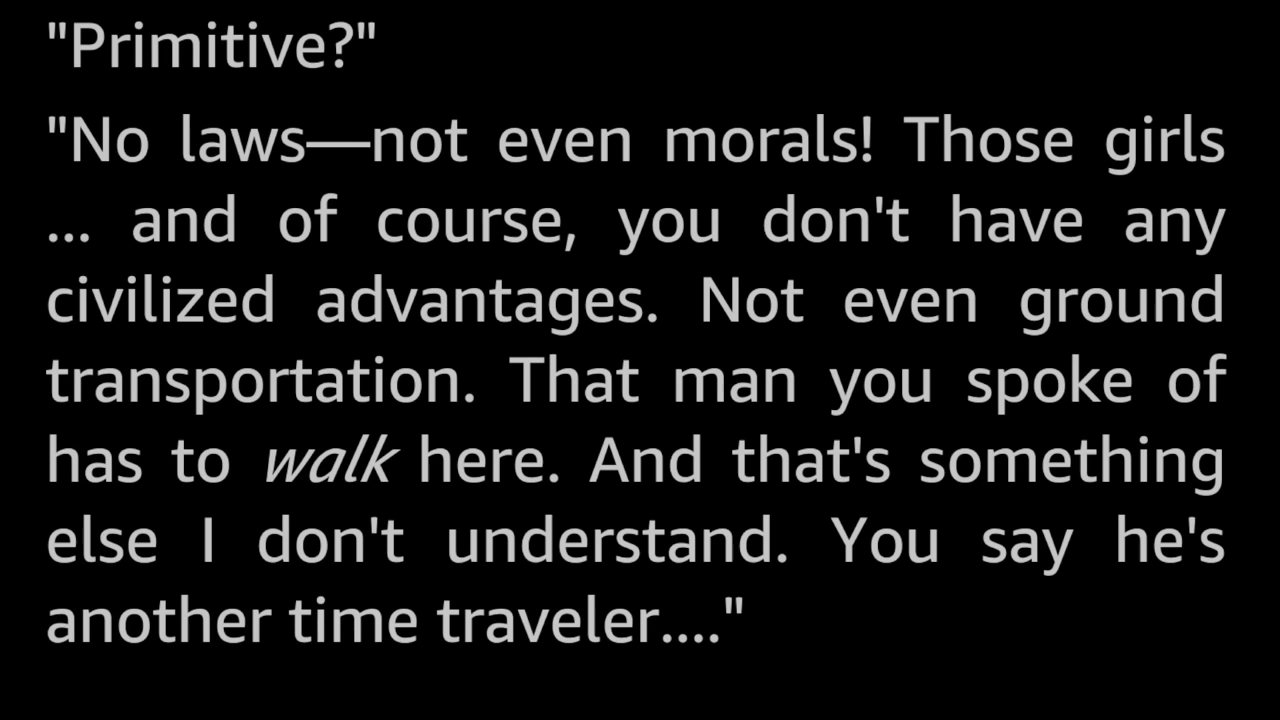 "Primitive?"
"No laws—not even morals! Those girls
... and of course, you don't have any
civilized advantages. Not even ground
transportation. That man you spoke of
has to walk here. And that's something
else I don't understand. You say he's
another time traveler...."